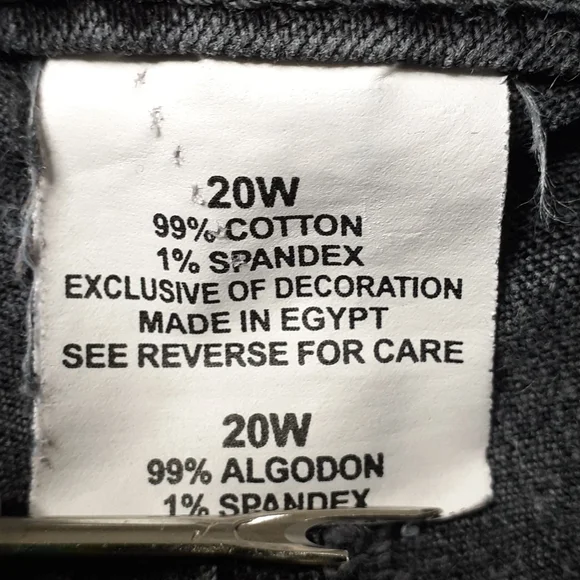 20W
99% COTTON
1% SPANDEX
EXCLUSIVE OF DECORATION
MADE IN EGYPT
SEE REVERSE FOR CARE
20W
99% ALGODON
1% SPANDEX